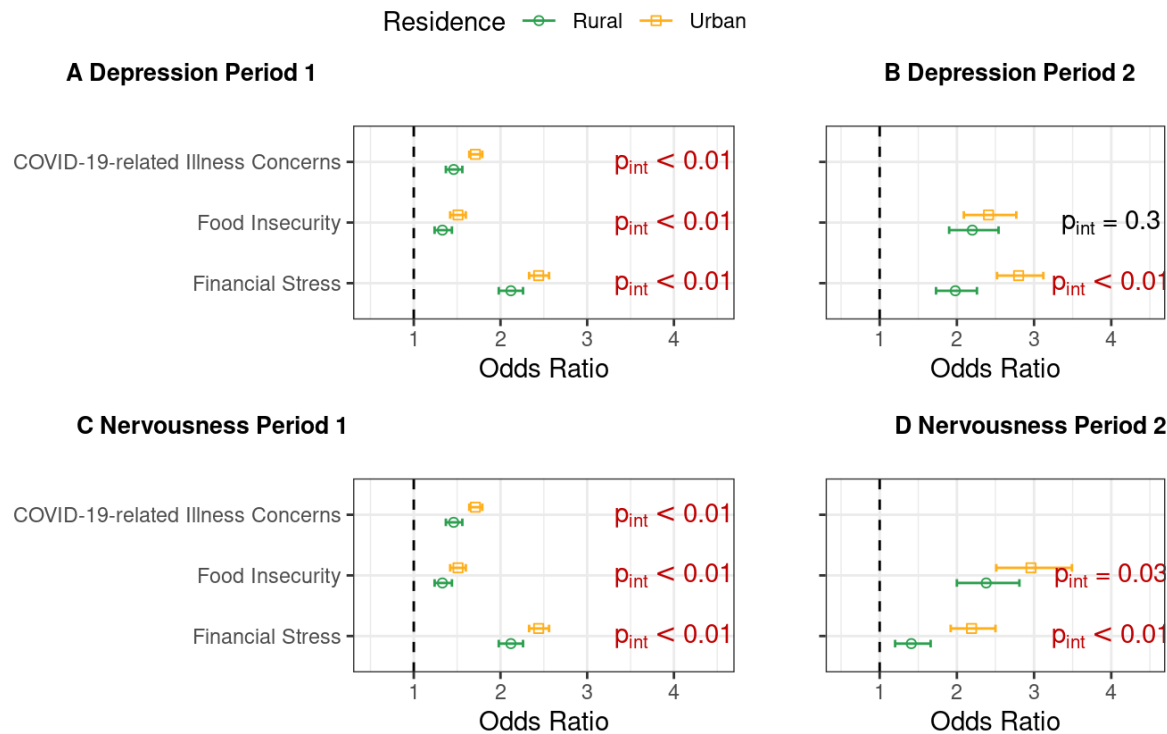 Residence Rural Urban
A Depression Period 1
B Depression Period 2
COVID-19-related Illness Concerns
p_int < 0.01
Food Insecurity
p_int < 0.01
p_int = 0.3
Financial Stress
p_int < 0.01
p_int < 0.01
1 2 3 4
1 2 3 4
Odds Ratio
Odds Ratio
C Nervousness Period 1
D Nervousness Period 2
COVID-19-related Illness Concerns
p_int < 0.01
Food Insecurity
p_int < 0.01
p_int = 0.03
Financial Stress
p_int < 0.01
p_int < 0.01
1 2 3 4
1 2 3 4
Odds Ratio
Odds Ratio